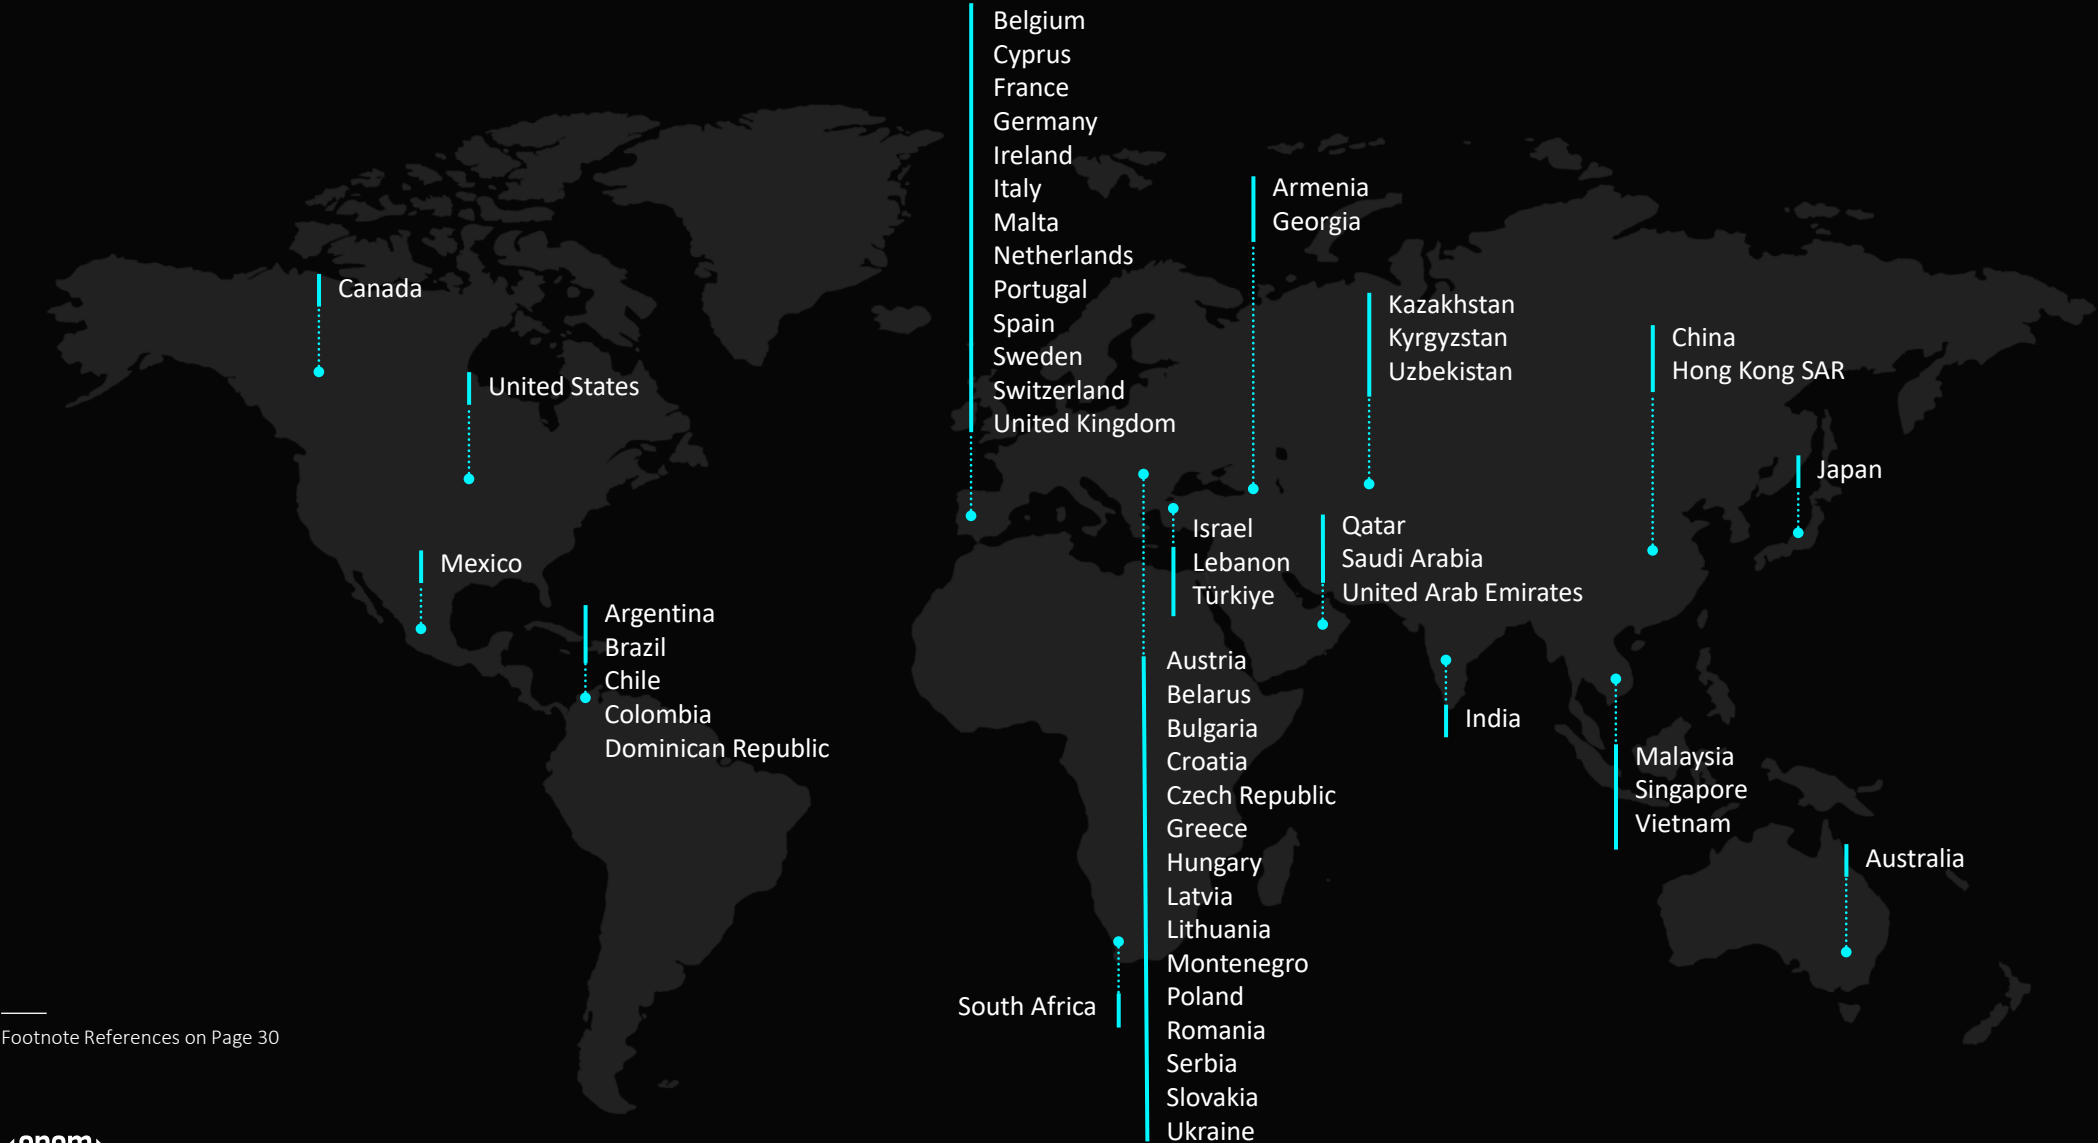 Belgium
Cyprus
France
Germany
Ireland
Italy
Malta
Netherlands
Portugal
Spain
Sweden
Switzerland
United Kingdom
Armenia
Georgia
Canada
United States
Kazakhstan
Kyrgyzstan
Uzbekistan
China
Hong Kong SAR
Japan
Mexico
Israel
Lebanon
Türkiye
Qatar
Saudi Arabia
United Arab Emirates
Argentina
Brazil
Chile
Colombia
Dominican Republic
Austria
Belarus
Bulgaria
Croatia
Czech Republic
Greece
Hungary
Latvia
Lithuania
Montenegro
Poland
Romania
Serbia
Slovakia
Ukraine
India
Malaysia
Singapore
Vietnam
Australia
South Africa
Footnote References on Page 30
<epam>